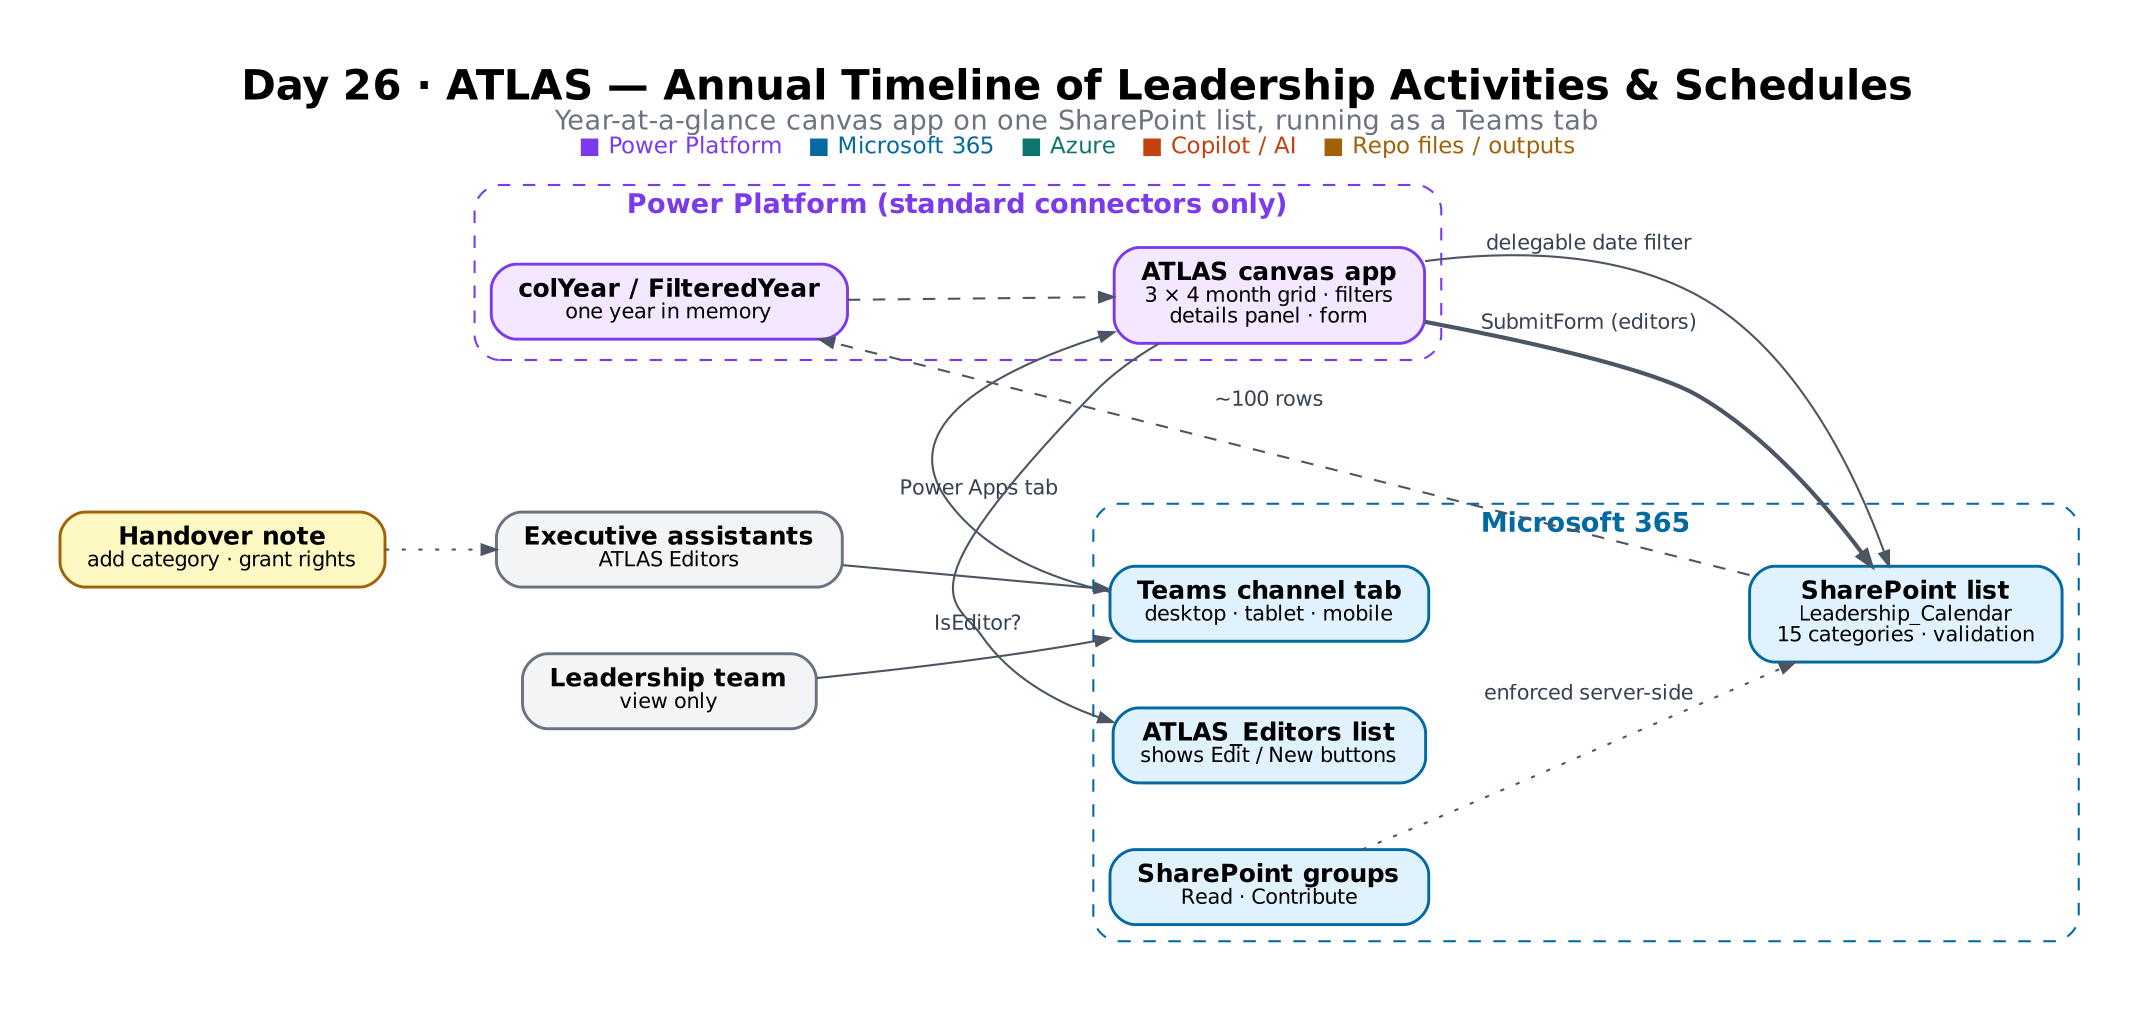 Day 26 · ATLAS — Annual Timeline of Leadership Activities & Schedules
Year-at-a-glance canvas app on one SharePoint list, running as a Teams tab
■ Power Platform ■ Microsoft 365 ■ Azure ■ Copilot / AI ■ Repo files / outputs
Power Platform (standard connectors only)
colYear / FilteredYear
one year in memory
ATLAS canvas app
3 × 4 month grid · filters
details panel · form
delegable date filter
SubmitForm (editors)
~100 rows
Power Apps tab
IsEditor?
Handover note
add category · grant rights
Executive assistants
ATLAS Editors
Leadership team
view only
Microsoft 365
Teams channel tab
desktop · tablet · mobile
SharePoint list
Leadership_Calendar
15 categories · validation
enforced server-side
ATLAS_Editors list
shows Edit / New buttons
SharePoint groups
Read · Contribute